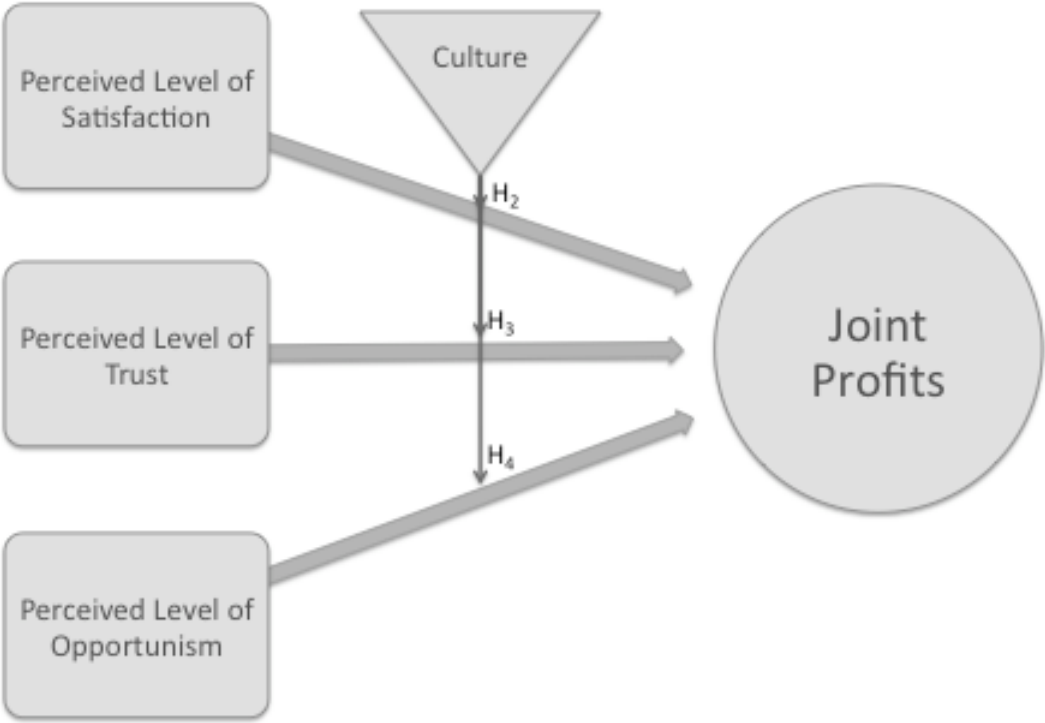 Perceived Level of
Satisfaction
Culture
H₂
Perceived Level of
Trust
H₃
Joint
Profits
H₄
Perceived Level of
Opportunism